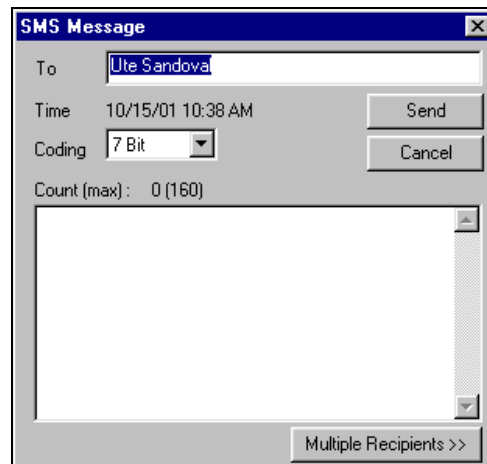 SMS Message
To Ute Sandoval
Time 10/15/01 10:38 AM Send
Coding 7 Bit Cancel
Count (max) : 0 (160)
Multiple Recipients >>